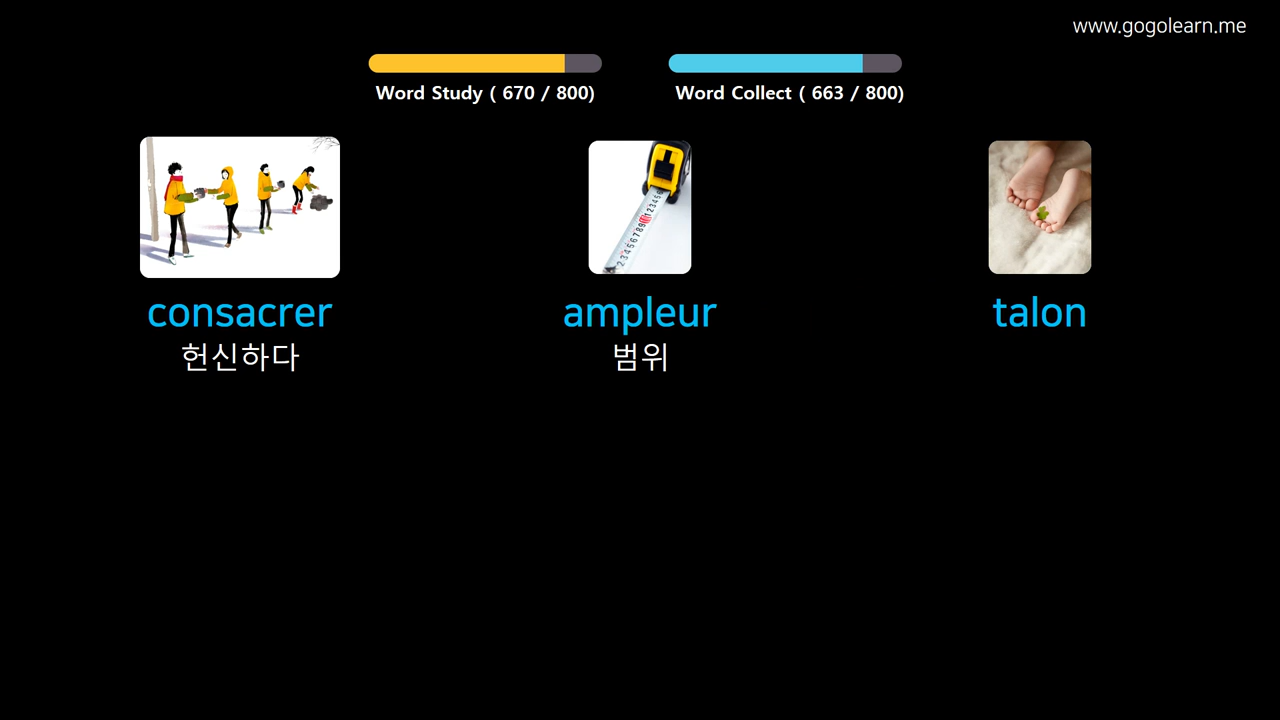 www.gogolearn.me
Word Study ( 670 / 800)
Word Collect ( 663 / 800)
consacrer
헌신하다
ampleur
범위
talon